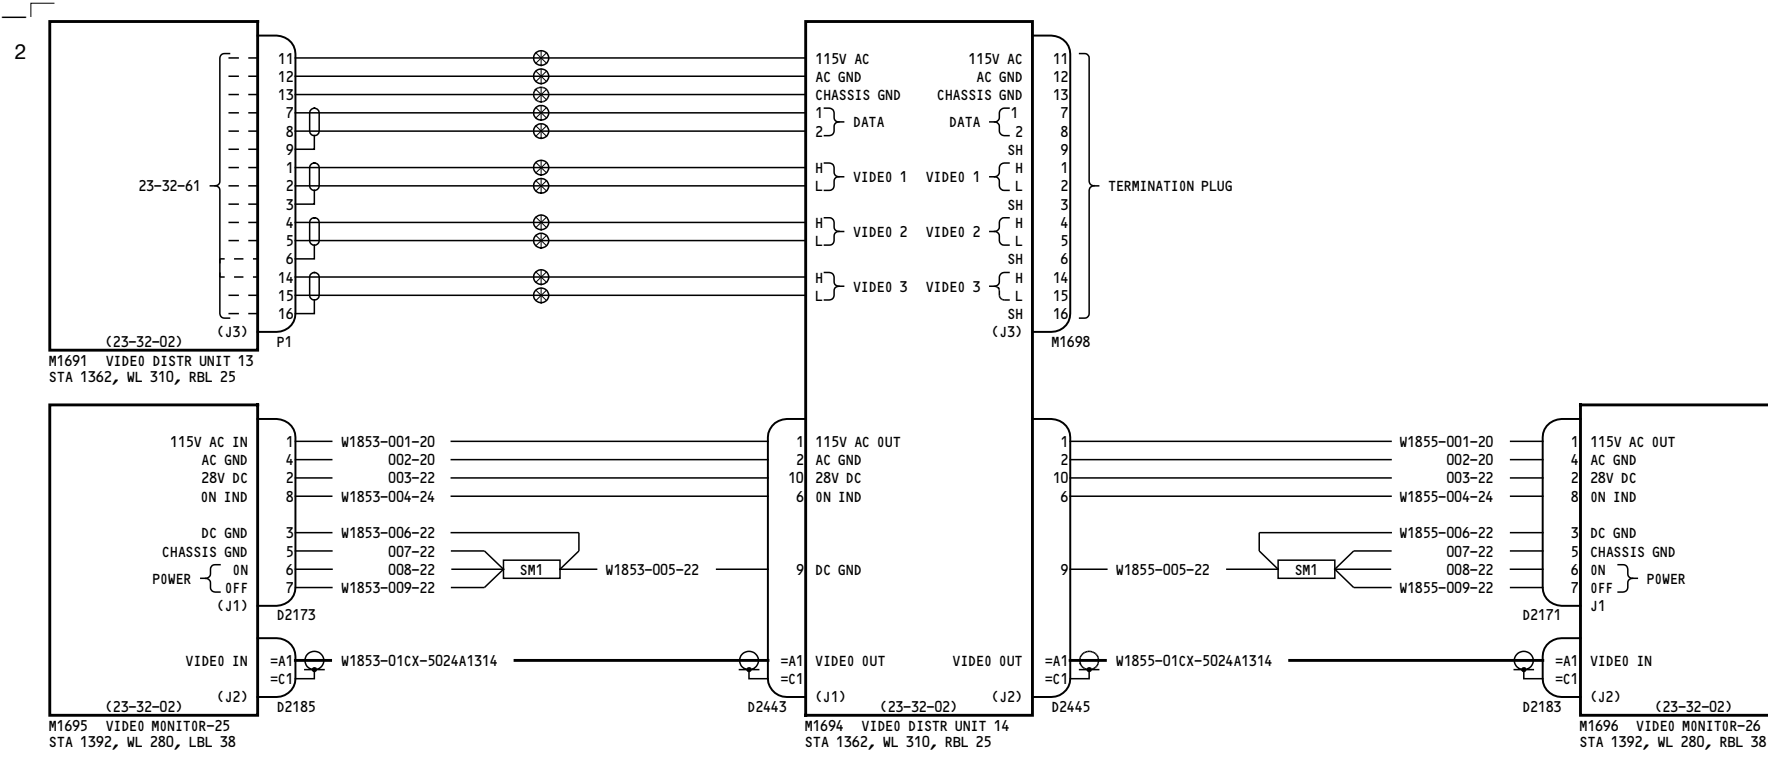 2
11 115V AC 115V AC 11
12 AC GND AC GND 12
13 CHASSIS GND CHASSIS GND 13
7 1 1 7
DATA DATA
8 2 2 8
9 SH 9
1 H H 1
VIDEO 1 VIDEO 1
23-32-61 2 L L 2 TERMINATION PLUG
3 SH 3
4 H H 4
VIDEO 2 VIDEO 2
5 L L 5
6 SH 6
14 H H 14
VIDEO 3 VIDEO 3
15 L L 15
16 SH 16
(J3) (J3)
(23-32-02) P1 M1698
M1691 VIDEO DISTR UNIT 13
STA 1362, WL 310, RBL 25
115V AC IN 1 W1853-001-20 1 115V AC OUT 1 W1855-001-20 1 115V AC OUT
AC GND 4 002-20 2 AC GND 2 002-20 4 AC GND
28V DC 2 003-22 10 28V DC 10 003-22 2 28V DC
ON IND 8 W1853-004-24 6 ON IND 6 W1855-004-24 8 ON IND
DC GND 3 W1853-006-22 W1855-006-22 3 DC GND
CHASSIS GND 5 007-22 007-22 5 CHASSIS GND
ON 6 008-22 SM1 W1853-005-22 9 DC GND 9 W1855-005-22 SM1 008-22 6 ON
POWER POWER
OFF 7 W1853-009-22 W1855-009-22 7 OFF
(J1) J1
D2173 D2171
VIDEO IN =A1 W1853-01CX-5024A1314 =A1 VIDEO OUT VIDEO OUT =A1 W1855-01CX-5024A1314 =A1 VIDEO IN
=C1 =C1 =C1 =C1
(J2) (J1) (J2) (J2)
(23-32-02) D2185 D2443 (23-32-02) D2445 D2183 (23-32-02)
M1695 VIDEO MONITOR-25 M1694 VIDEO DISTR UNIT 14 M1696 VIDEO MONITOR-26
STA 1392, WL 280, LBL 38 STA 1362, WL 310, RBL 25 STA 1392, WL 280, RBL 38